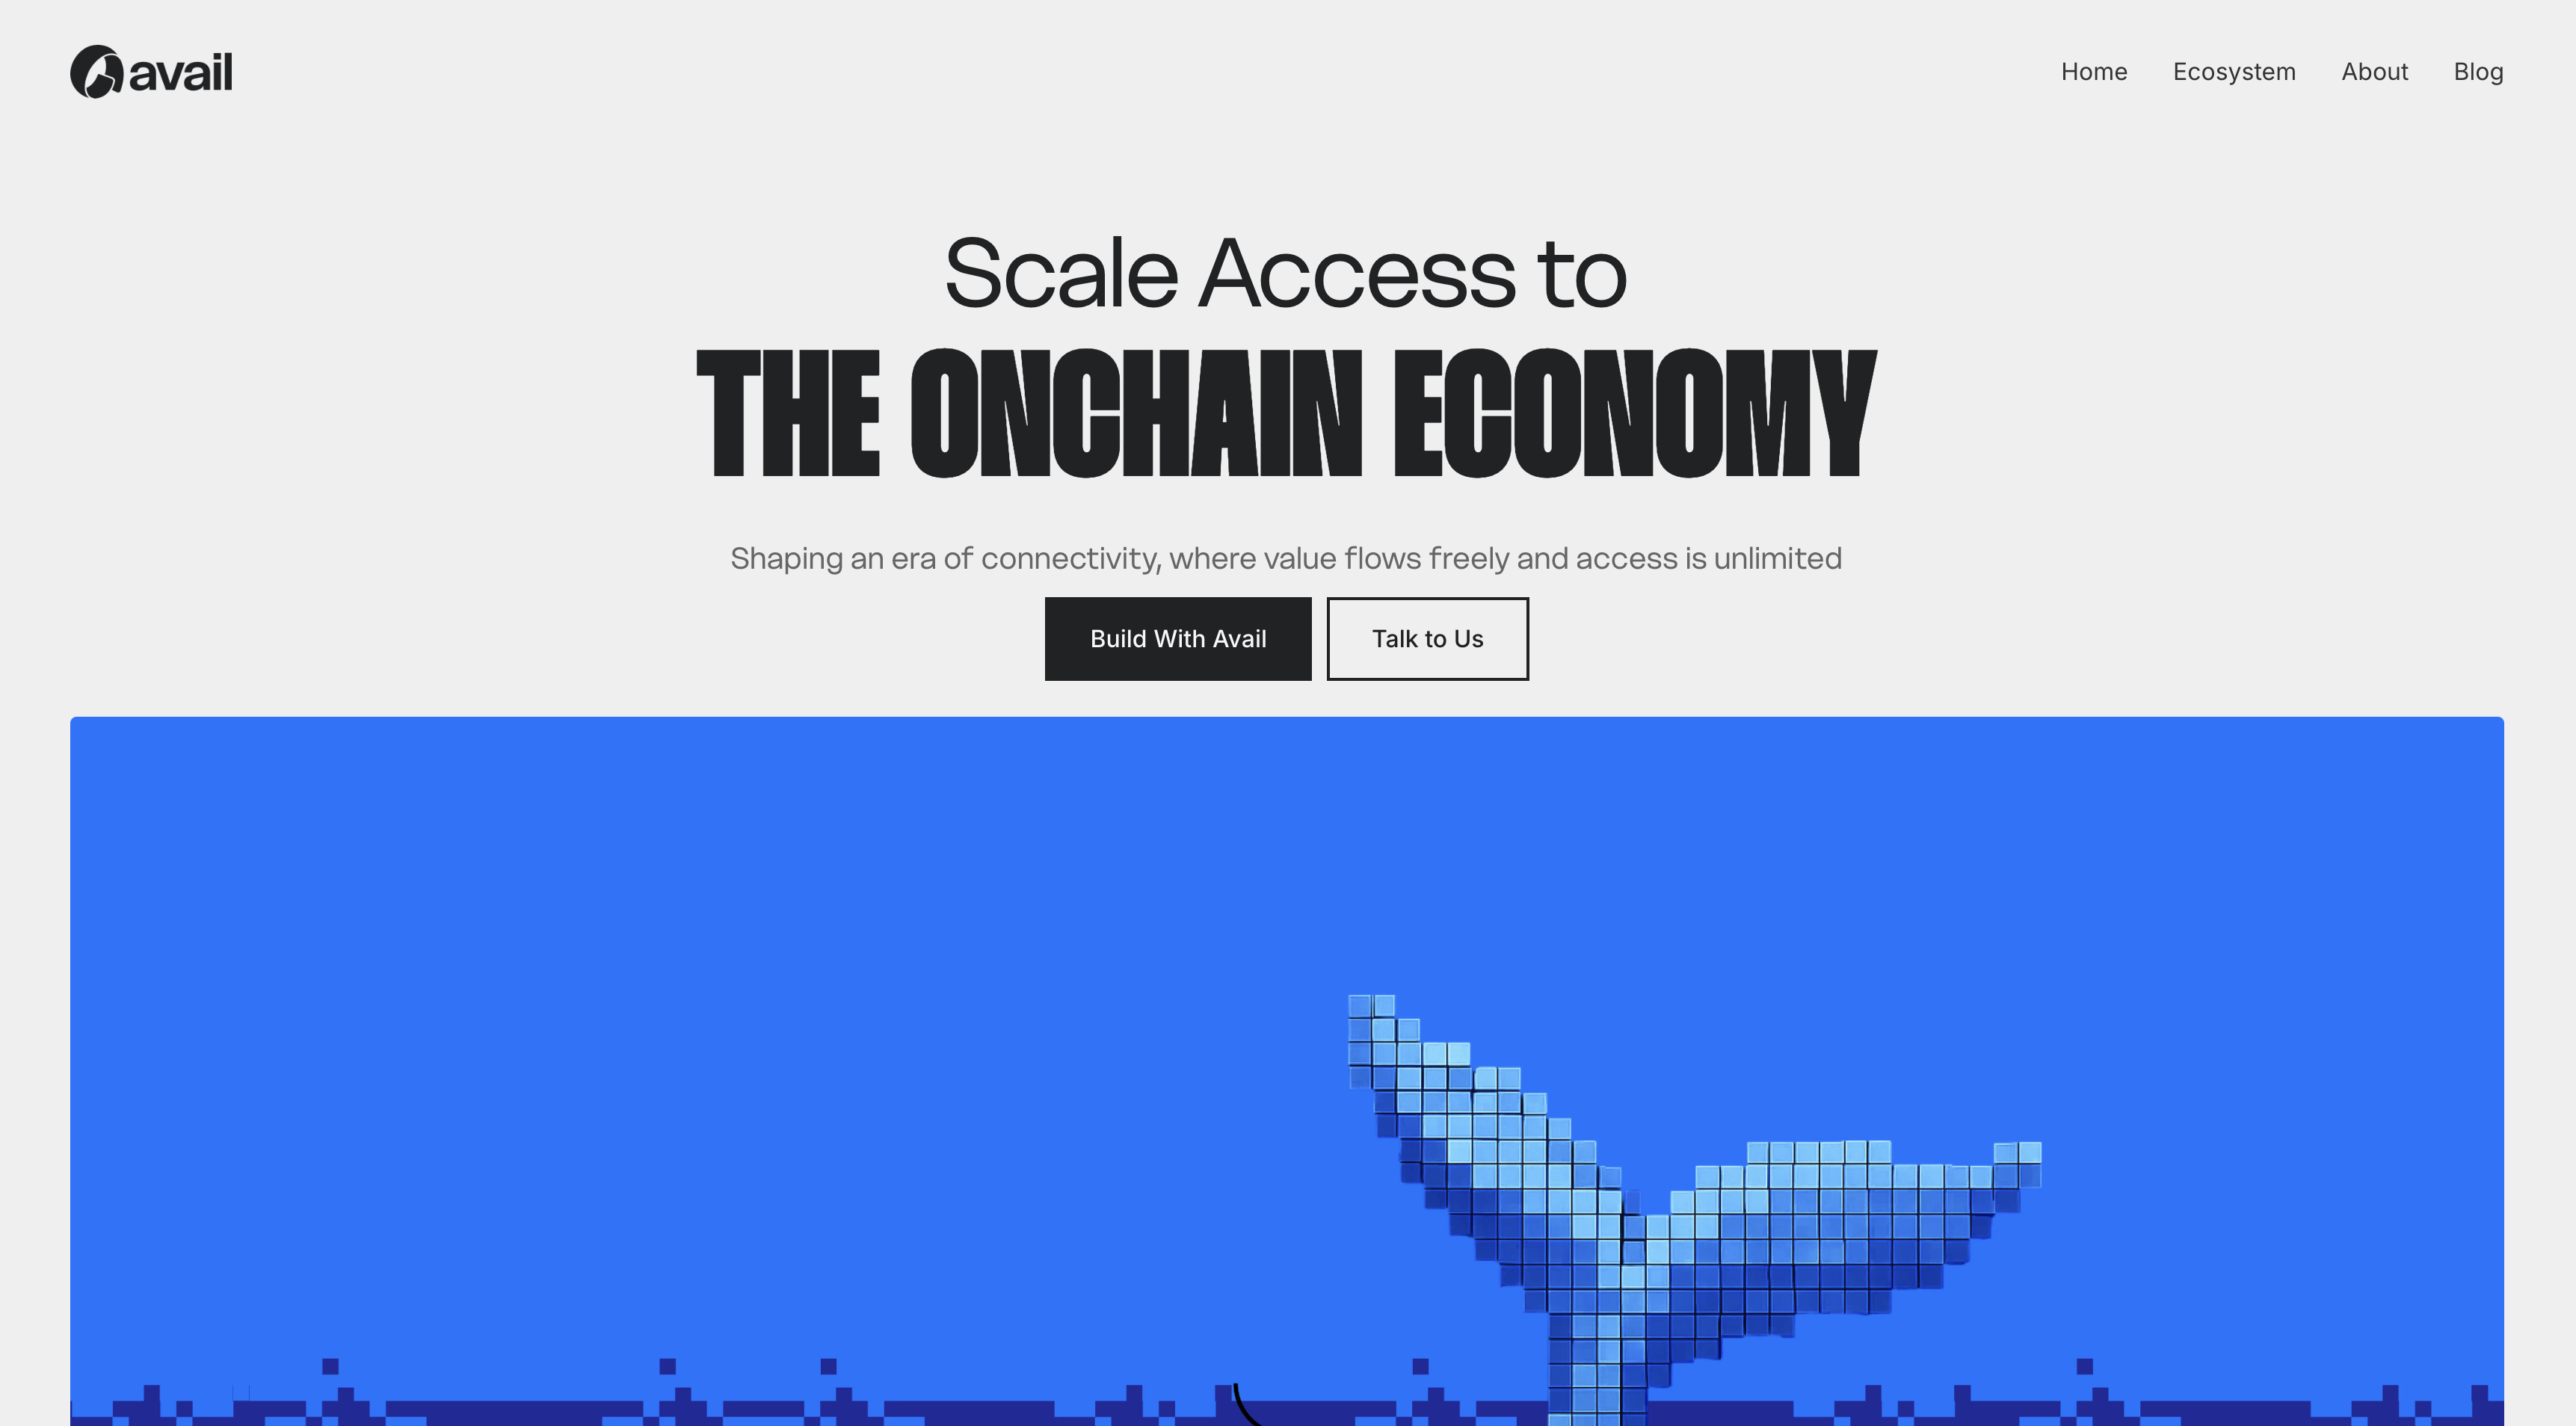 avail
Home Ecosystem About Blog
Scale Access to
THE ONCHAIN ECONOMY
Shaping an era of connectivity, where value flows freely and access is unlimited
Build With Avail Talk to Us